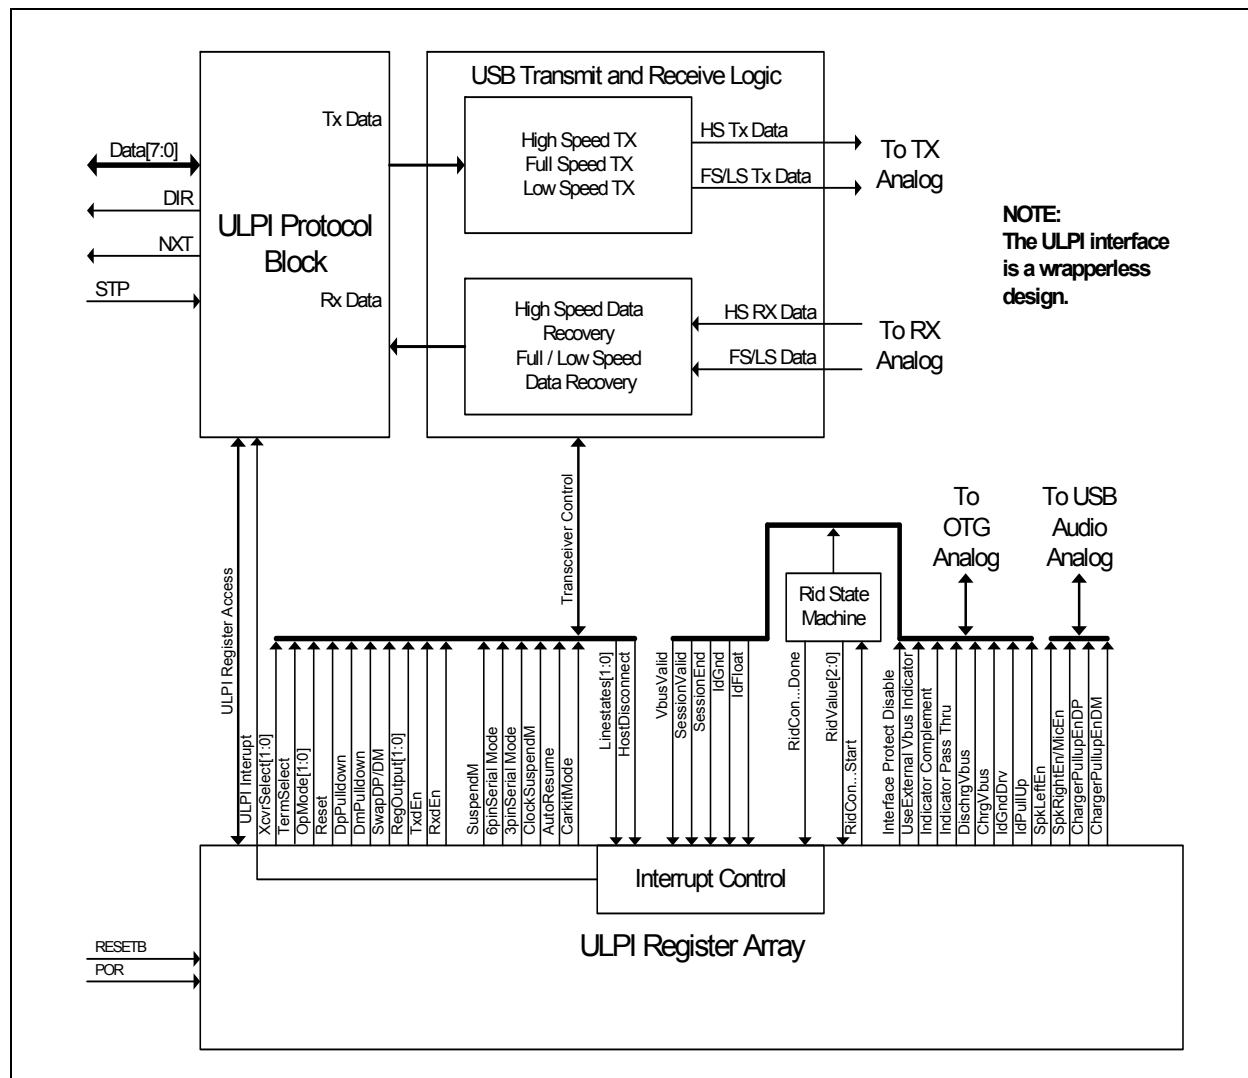 USB Transmit and Receive Logic
Tx Data
High Speed TX
Full Speed TX
Low Speed TX
HS Tx Data
FS/LS Tx Data
To TX
Analog
Data[7:0]
DIR
NXT
STP
ULPI Protocol
Block
Rx Data
High Speed Data
Recovery
Full / Low Speed
Data Recovery
HS RX Data
FS/LS Data
To RX
Analog
NOTE:
The ULPI interface
is a wrapperless
design.
ULPI Register Access
ULPI Interupt
Transceiver Control
To
OTG
Analog
To USB
Audio
Analog
Rid State
Machine
XcvrSelect[1:0]
TermSelect
OpMode[1:0]
Reset
DpPulldown
DmPulldown
SwapDP/DM
RegOutput[1:0]
TxdEn
RxdEn
SuspendM
6pinSerial Mode
3pinSerial Mode
ClockSuspendM
AutoResume
CarkitMode
Linestates[1:0]
HostDisconnect
VbusValid
SessionValid
SessionEnd
IdGnd
IdFloat
RidCon...Done
RidValue[2:0]
RidCon...Start
Interface Protect Disable
UseExternal Vbus Indicator
Indicator Complement
Indicator Pass Thru
DischrgVbus
ChrgVbus
IdGndDrv
IdPullUp
SpkLeftEn
SpkRightEn/MicEn
ChargerPullupEnDP
ChargerPullupEnDM
Interrupt Control
ULPI Register Array
RESETB
POR